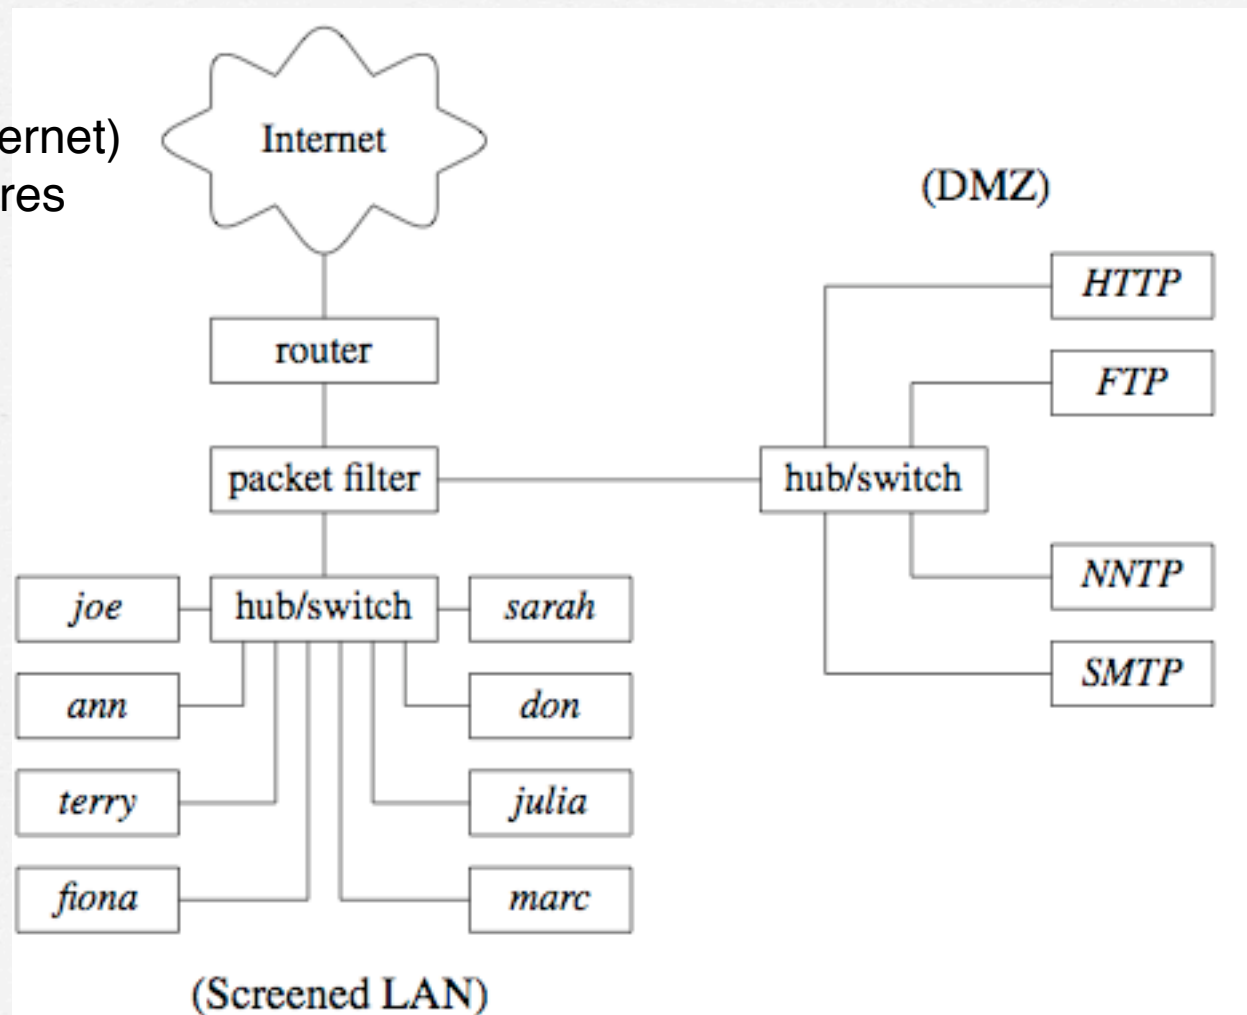 ernet)
res
Internet
(DMZ)
HTTP
router
FTP
packet filter
hub/switch
NNTP
joe
hub/switch
sarah
SMTP
ann
don
terry
julia
fiona
marc
(Screened LAN)